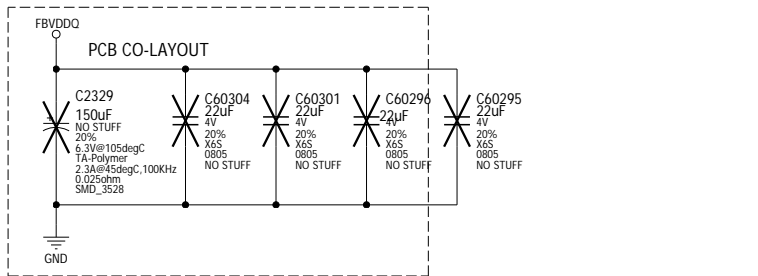 FBVDDQ
PCB CO-LAYOUT
C2329
150uF
NO STUFF
20%
6.3V@105degC
TA-Polymer
2.3A@45degC,100KHz
0.025ohm
SMD_3528
C60304
22uF
4V
20%
X6S
0805
NO STUFF
C60301
22uF
4V
20%
X6S
0805
NO STUFF
C60296
22uF
4V
20%
X6S
0805
NO STUFF
C60295
22uF
4V
20%
X6S
0805
NO STUFF
GND